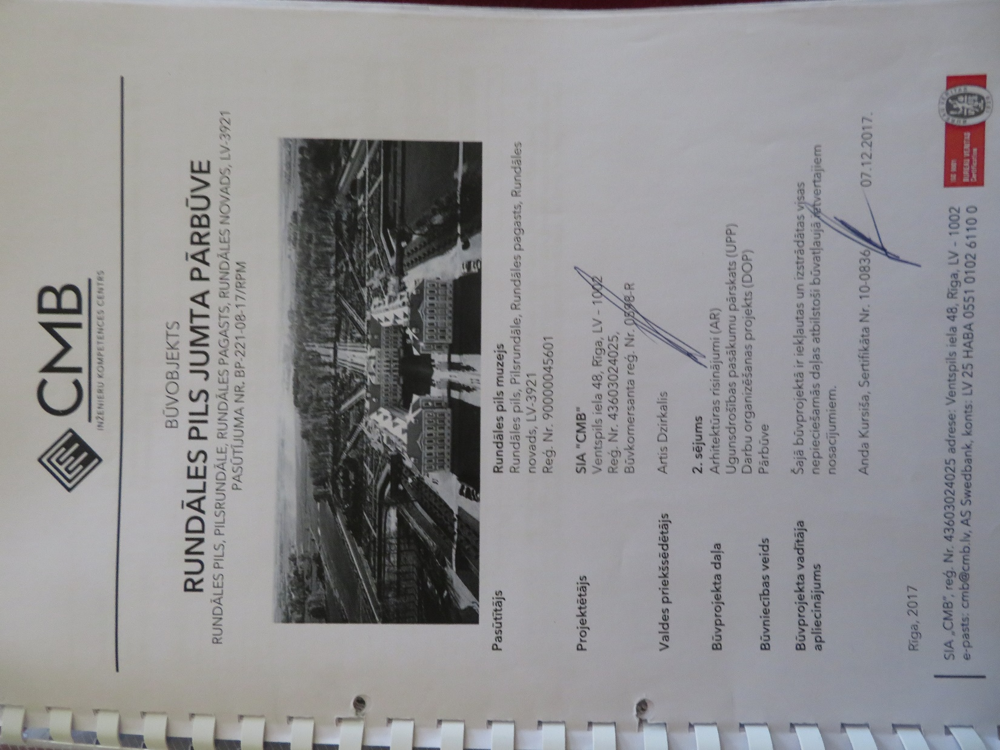 CMB
INŽENIERU KOMPETENCES CENTRS
BŪVOBJEKTS
RUNDĀLES PILS JUMTA PĀRBŪVE
RUNDĀLES PILS, PILSRUNDĀLE, RUNDĀLES PAGASTS, RUNDĀLES NOVADS, LV-3921
PASŪTĪJUMA NR. BP-221-08-17/RPM
Pasūtītājs
Rundāles pils muzejs
Rundāles pils, Pilsrundāle, Rundāles pagasts, Rundāles
novads, LV-3921
Reģ. Nr. 90000045601
Projektētājs
SIA "CMB"
Ventspils iela 48, Rīga, LV - 1002
Reģ. Nr. 43603024025,
Būvkomersanta reģ. Nr. 0598-R
Valdes priekšsēdētājs
Artis Dzirkalis
Būvprojekta daļa
2. sējums
Arhitektūras risinājumi (AR)
Ugunsdrošības pasākumu pārskats (UPP)
Darbu organizēšanas projekts (DOP)
Būvniecības veids
Pārbūve
Būvprojekta vadītāja
apliecinājums
Šajā būvprojektā ir iekļautas un izstrādātas visas
nepieciešamās daļas atbilstoši būvatļaujā ietvertajiem
nosacījumiem.
Anda Kursiša, Sertifikāta Nr. 10-0836 07.12.2017.
Rīga, 2017
SIA „CMB”, reģ. Nr. 43603024025 adrese: Ventspils iela 48, Rīga, LV - 1002
e-pasts: cmb@cmb.lv, AS Swedbank, konts: LV 25 HABA 0551 0102 6110 0
ISO 9001
BUREAU VERITAS
Certification